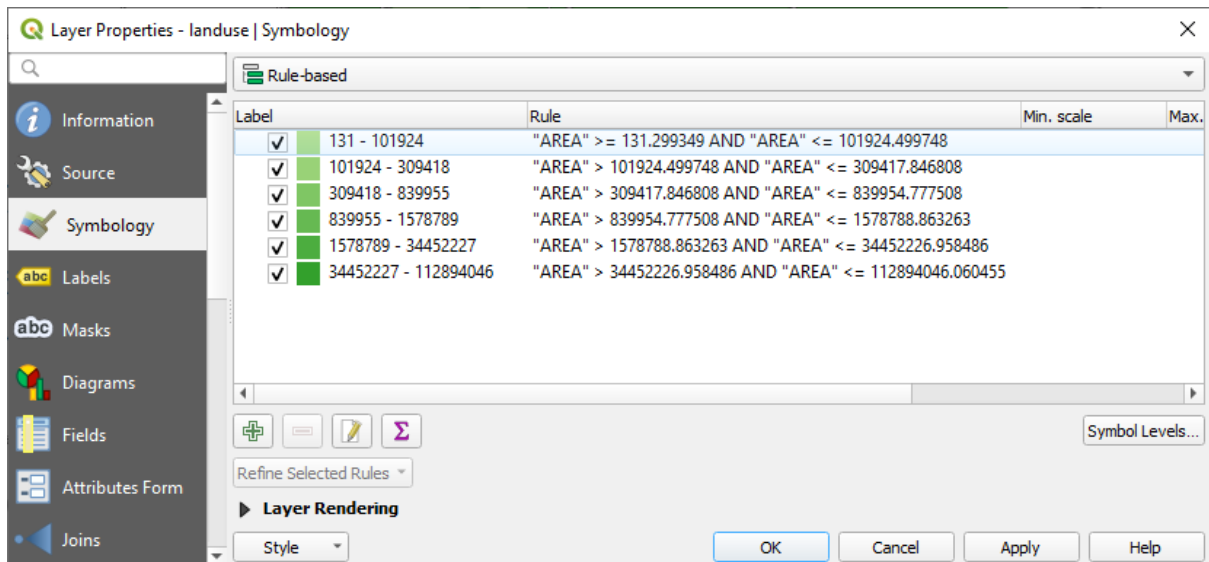 Layer Properties - landuse | Symbology
Rule-based
Information
Source
Symbology
abc Labels
abc Masks
Diagrams
Fields
Attributes Form
Joins
Label Rule Min. scale Max.
131 - 101924 "AREA" >= 131.299349 AND "AREA" <= 101924.499748
101924 - 309418 "AREA" > 101924.499748 AND "AREA" <= 309417.846808
309418 - 839955 "AREA" > 309417.846808 AND "AREA" <= 839954.777508
839955 - 1578789 "AREA" > 839954.777508 AND "AREA" <= 1578788.863263
1578789 - 34452227 "AREA" > 1578788.863263 AND "AREA" <= 34452226.958486
34452227 - 112894046 "AREA" > 34452226.958486 AND "AREA" <= 112894046.060455
Σ
Symbol Levels...
Refine Selected Rules
Layer Rendering
Style OK Cancel Apply Help